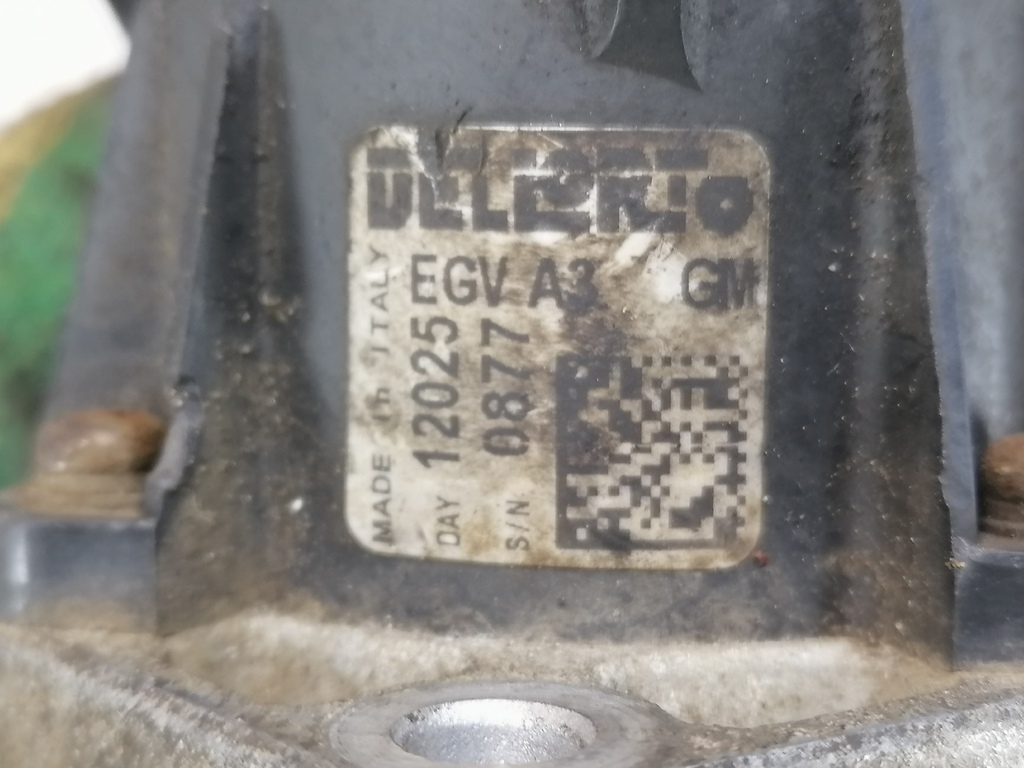 DELLORTO
EGV A3 GM
MADE in ITALY
DAY 12025
S/N 0877